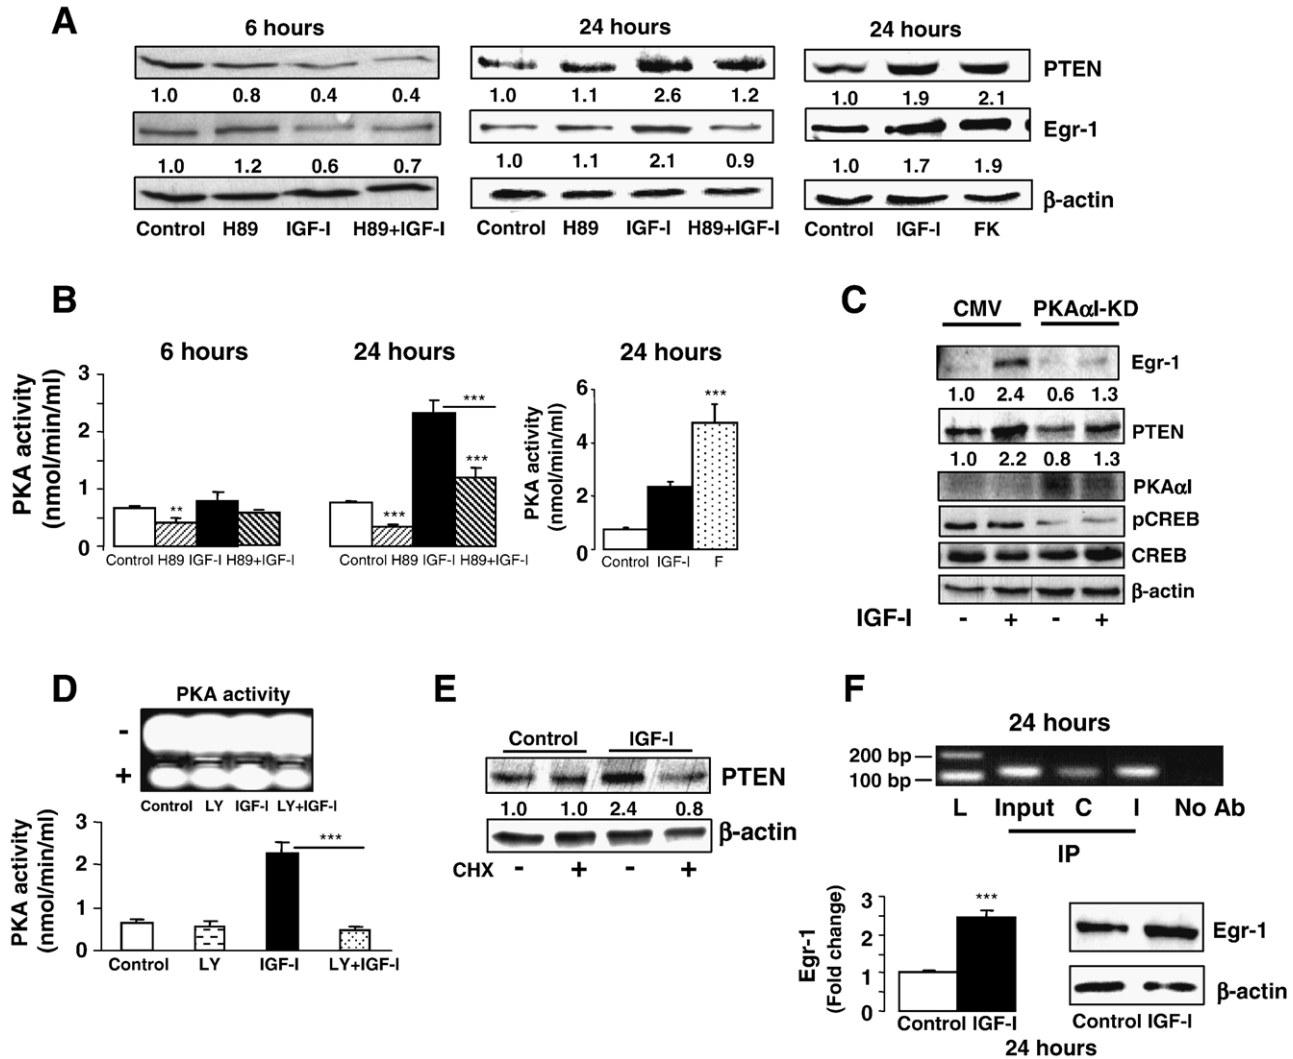 A
6 hours
24 hours
24 hours
PTEN
1.0 0.8 0.4 0.4 1.0 1.1 2.6 1.2 1.0 1.9 2.1
Egr-1
1.0 1.2 0.6 0.7 1.0 1.1 2.1 0.9 1.0 1.7 1.9
β-actin
Control H89 IGF-I H89+IGF-I Control H89 IGF-I H89+IGF-I Control IGF-I FK
B
6 hours
24 hours
24 hours
PKA activity
(nmol/min/ml)
3
2
1
0
**
***
***
***
Control H89 IGF-I H89+IGF-I
Control H89 IGF-I H89+IGF-I
PKA activity
(nmol/min/ml)
6
4
2
0
***
Control IGF-I F
C
CMV PKAαI-KD
Egr-1
1.0 2.4 0.6 1.3
PTEN
1.0 2.2 0.8 1.3
PKAαI
pCREB
CREB
β-actin
IGF-I - + - +
D
PKA activity
-
+
Control LY IGF-I LY+IGF-I
PKA activity
(nmol/min/ml)
3
2
1
0
***
Control LY IGF-I LY+IGF-I
E
Control IGF-I
PTEN
1.0 1.0 2.4 0.8
β-actin
CHX - + - +
F
24 hours
200 bp
100 bp
L Input C I No Ab
IP
Egr-1
(Fold change)
3
2
1
0
***
Control IGF-I
Egr-1
β-actin
Control IGF-I
24 hours